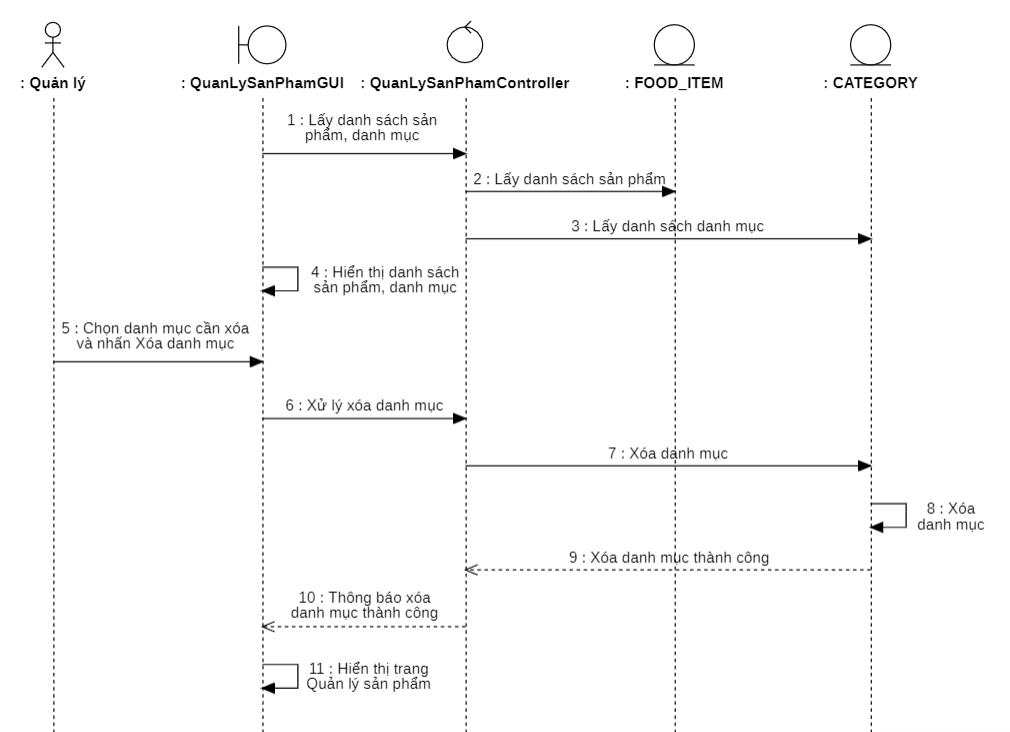 : Quản lý
: QuanLySanPhamGUI
: QuanLySanPhamController
: FOOD_ITEM
: CATEGORY
1 : Lấy danh sách sản
phẩm, danh mục
2 : Lấy danh sách sản phẩm
3 : Lấy danh sách danh mục
4 : Hiển thị danh sách
sản phẩm, danh mục
5 : Chọn danh mục cần xóa
và nhấn Xóa danh mục
6 : Xử lý xóa danh mục
7 : Xóa danh mục
8 : Xóa
danh mục
9 : Xóa danh mục thành công
10 : Thông báo xóa
danh mục thành công
11 : Hiển thị trang
Quản lý sản phẩm